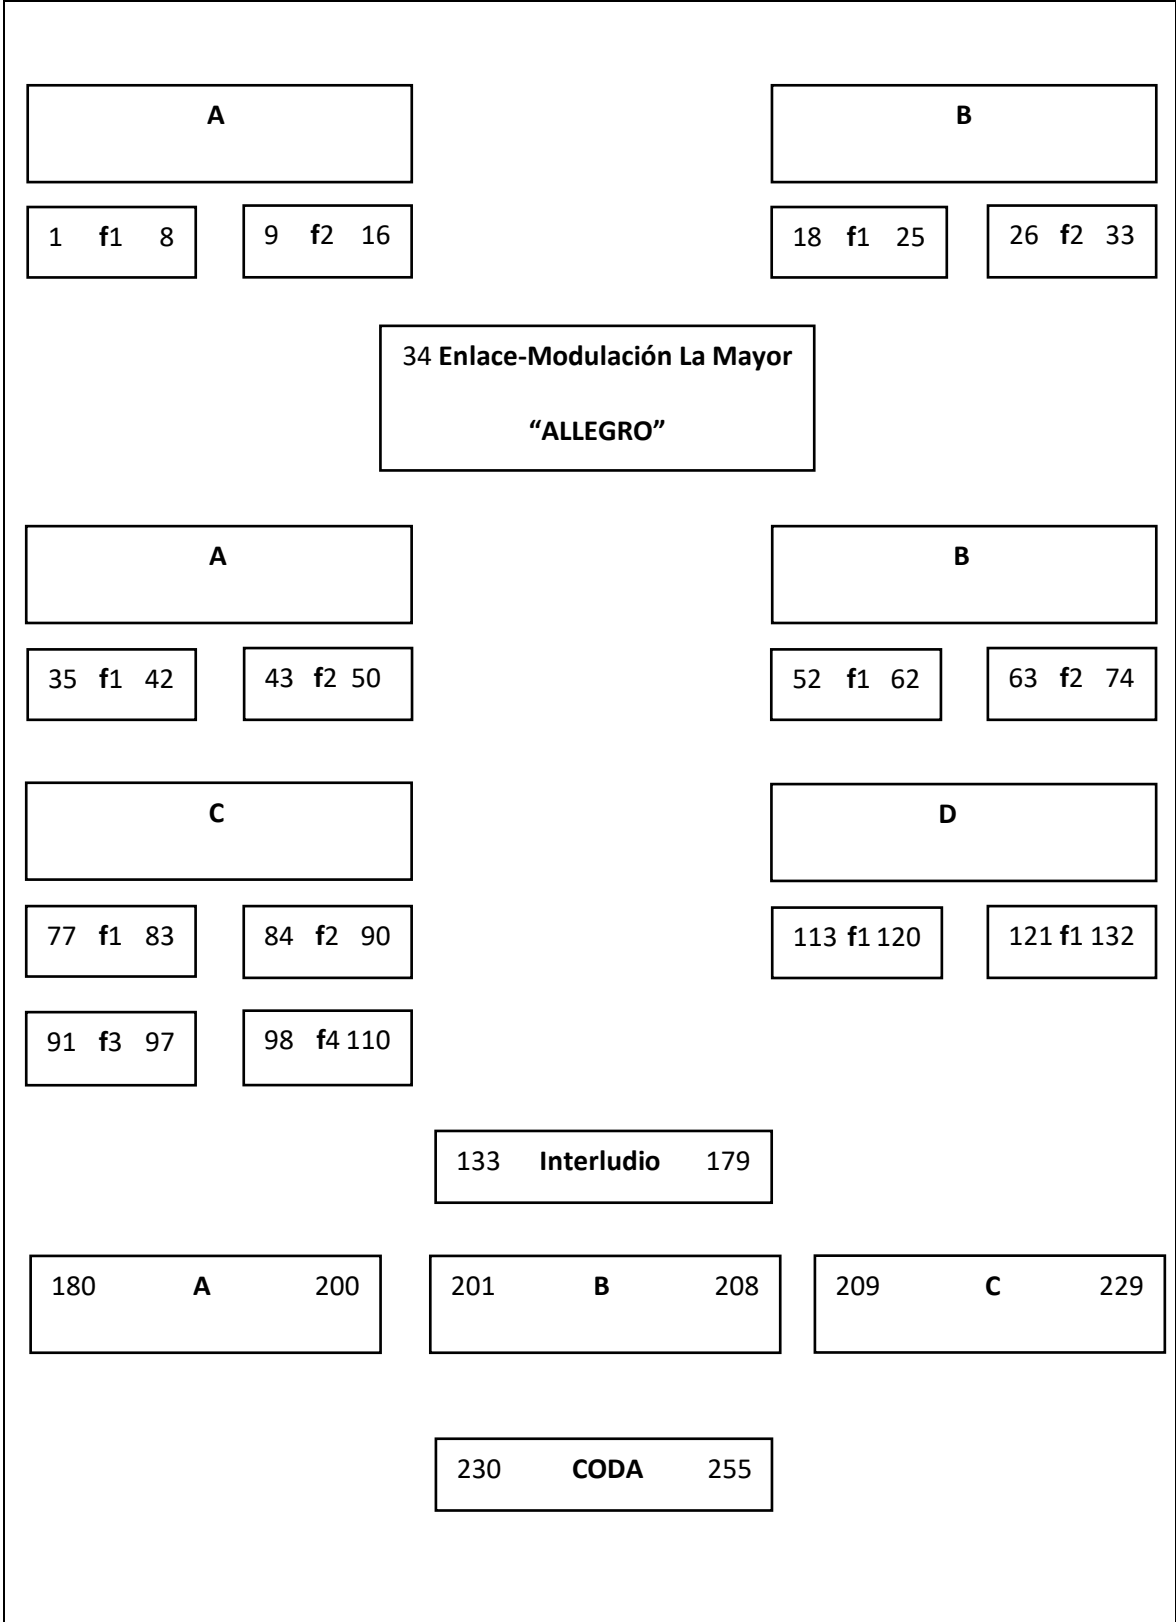 A B
1 f1 8 9 f2 16 18 f1 25 26 f2 33
34 Enlace-Modulación La Mayor
“ALLEGRO”
A B
35 f1 42 43 f2 50 52 f1 62 63 f2 74
C D
77 f1 83 84 f2 90 113 f1 120 121 f1 132
91 f3 97 98 f4 110
133 Interludio 179
180 A 200 201 B 208 209 C 229
230 CODA 255